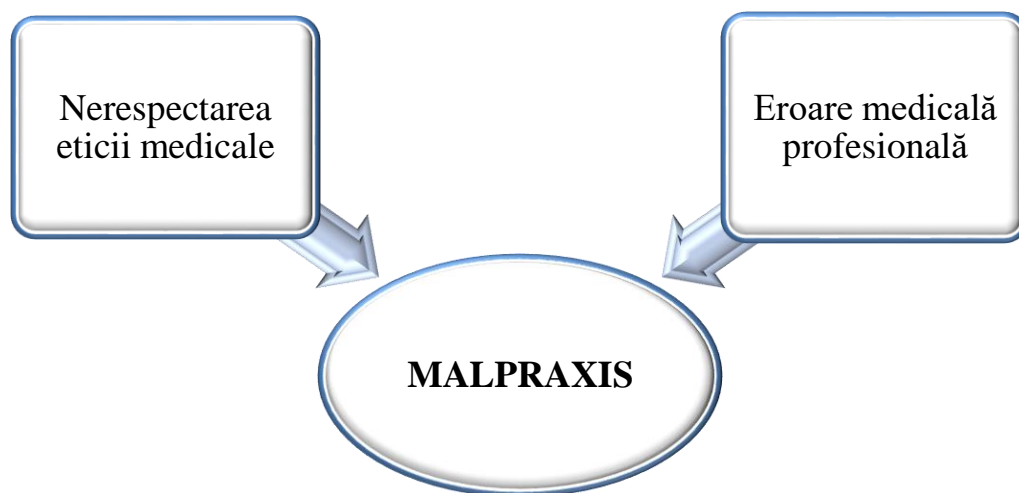 Nerespectarea
eticii medicale
Eroare medicală
profesională
MALPRAXIS